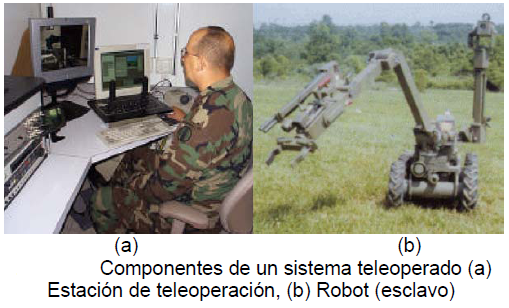 (a) (b)
Componentes de un sistema teleoperado (a)
Estación de teleoperación, (b) Robot (esclavo)